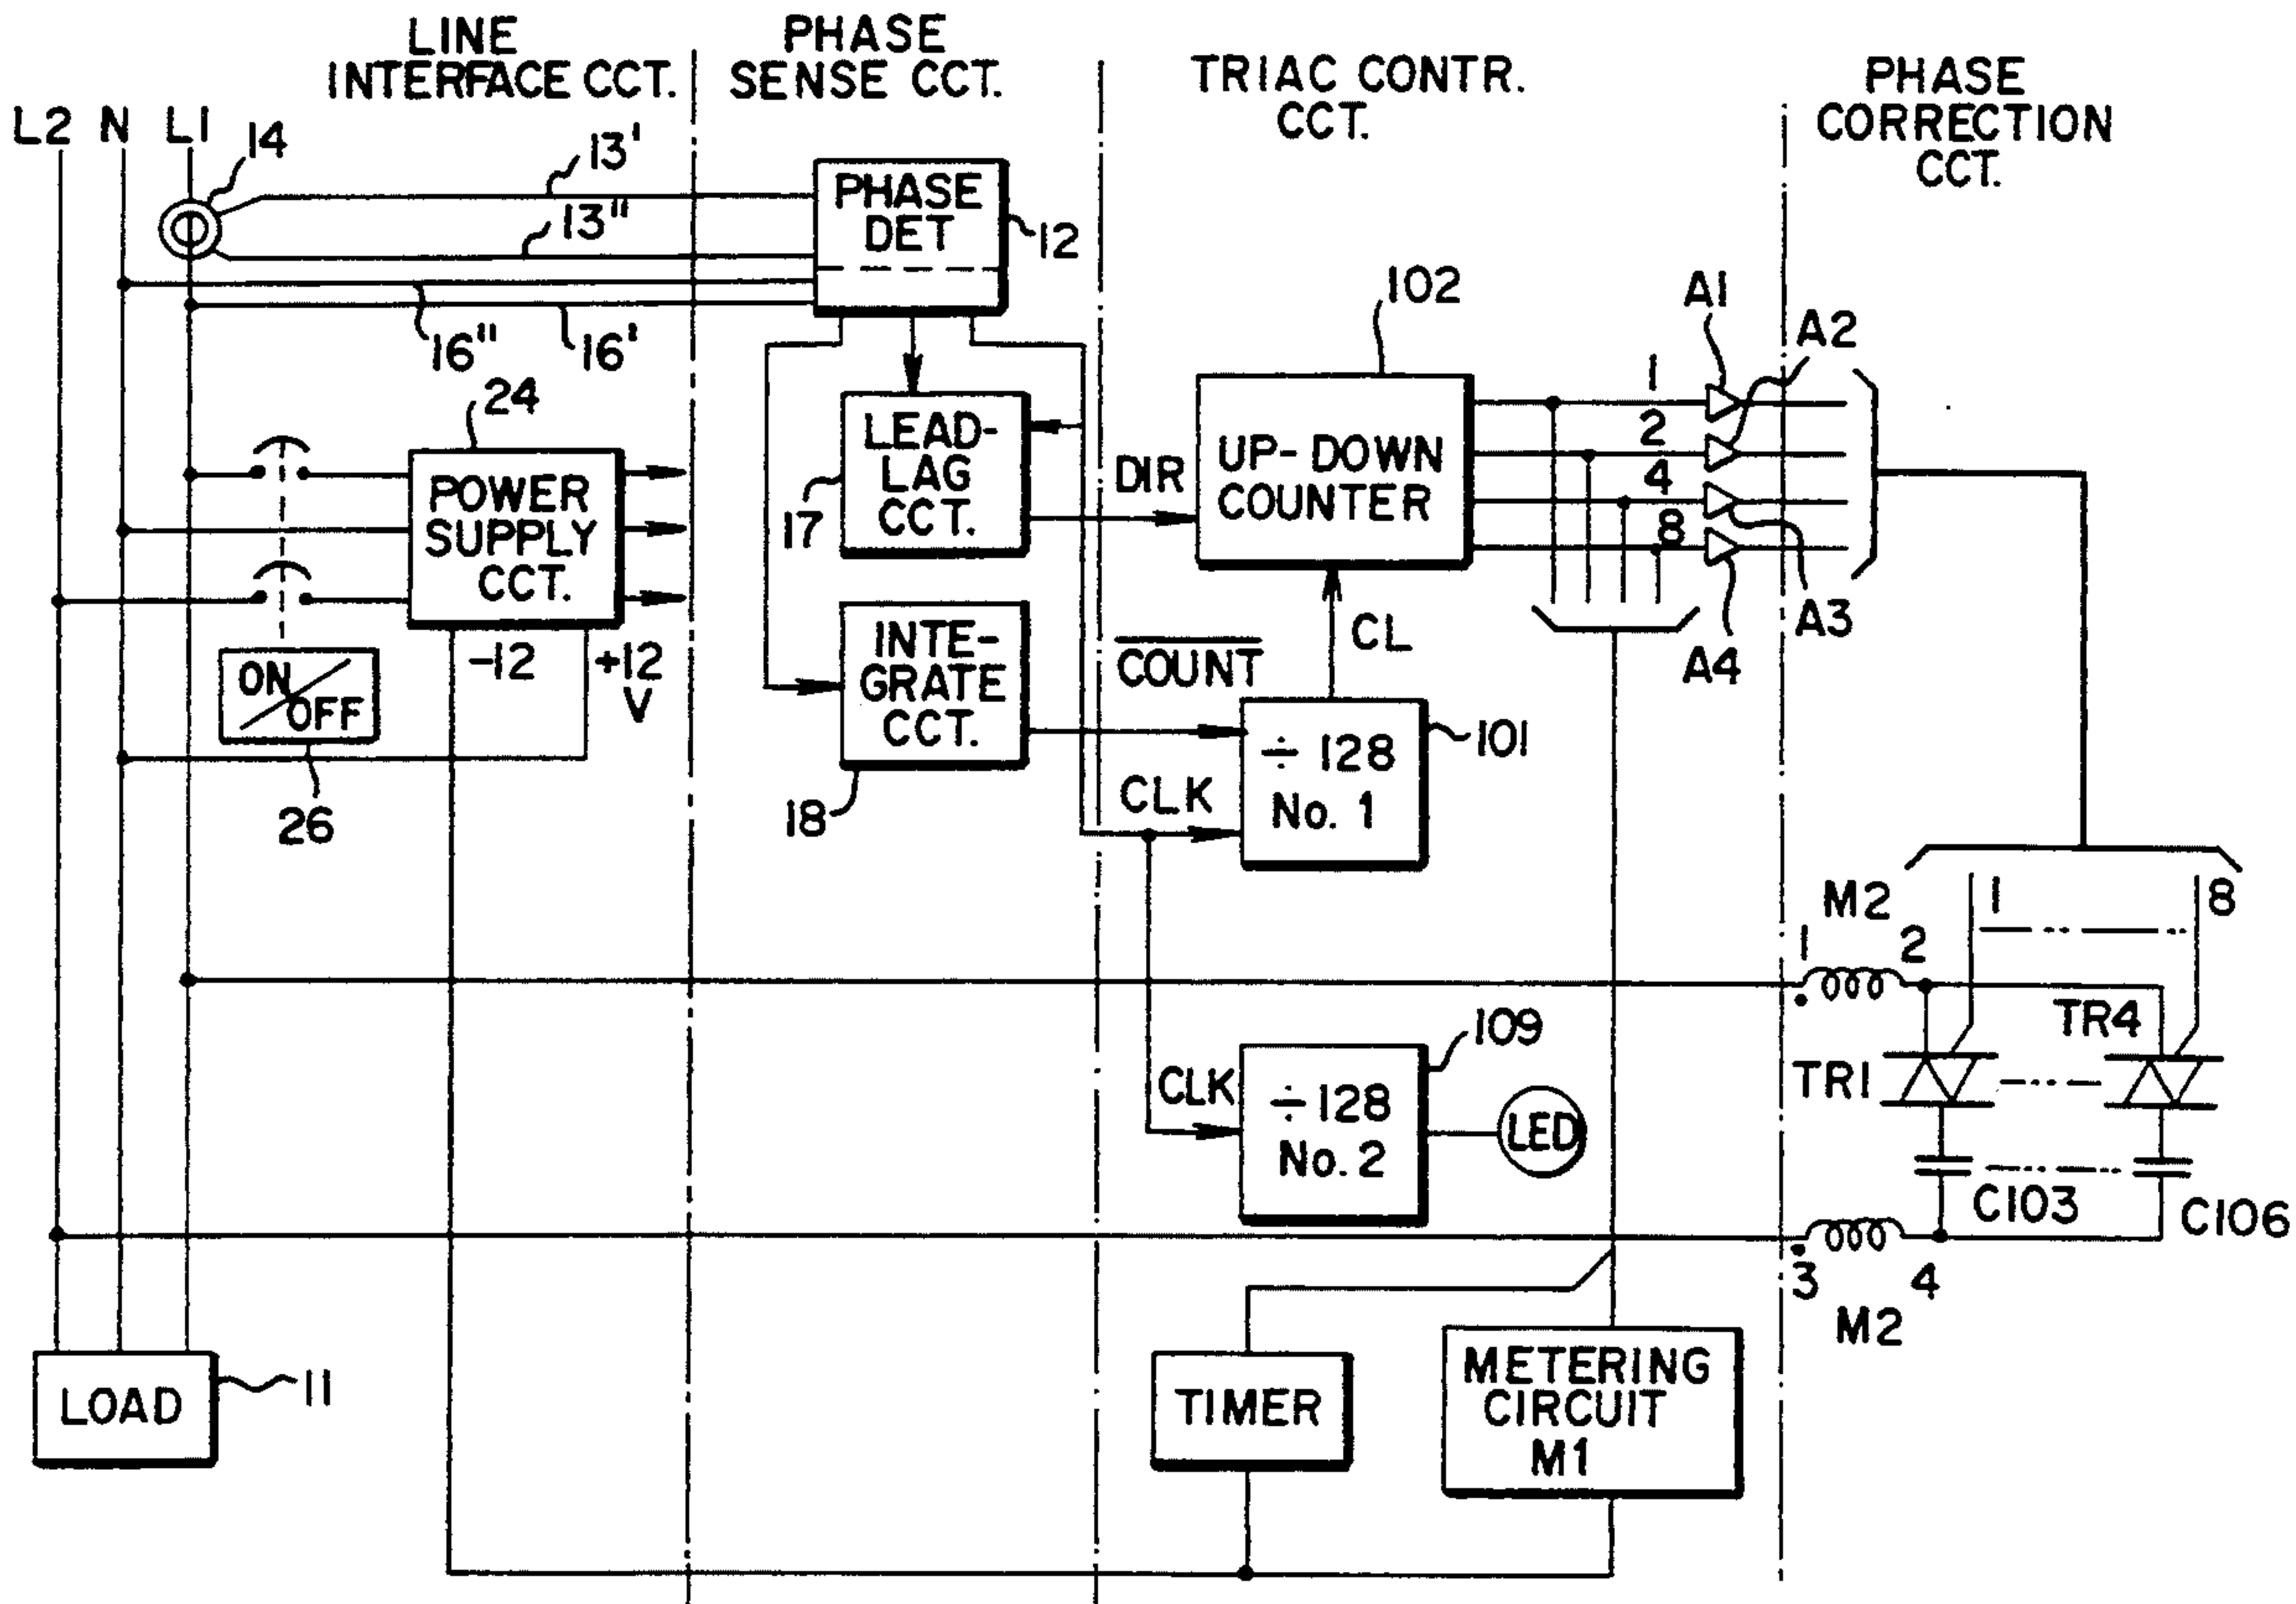 LINE
INTERFACE CCT.
PHASE
SENSE CCT.
TRIAC CONTR.
CCT.
PHASE
CORRECTION
CCT.
L2 N L1
14
13'
13"
16"
16'
PHASE
DET
12
24
POWER
SUPPLY
CCT.
-12
+12
V
ON/OFF
26
LEAD-
LAG
CCT.
17
INTE-
GRATE
CCT.
18
DIR
102
UP-DOWN
COUNTER
1
2
4
8
A1
A2
A3
A4
CL
COUNT
CLK
÷ 128
No. 1
101
CLK
÷128
No. 2
109
LED
M2
1
2
1
8
TR1
TR4
C103
C106
3
4
M2
LOAD
11
TIMER
METERING
CIRCUIT
M1